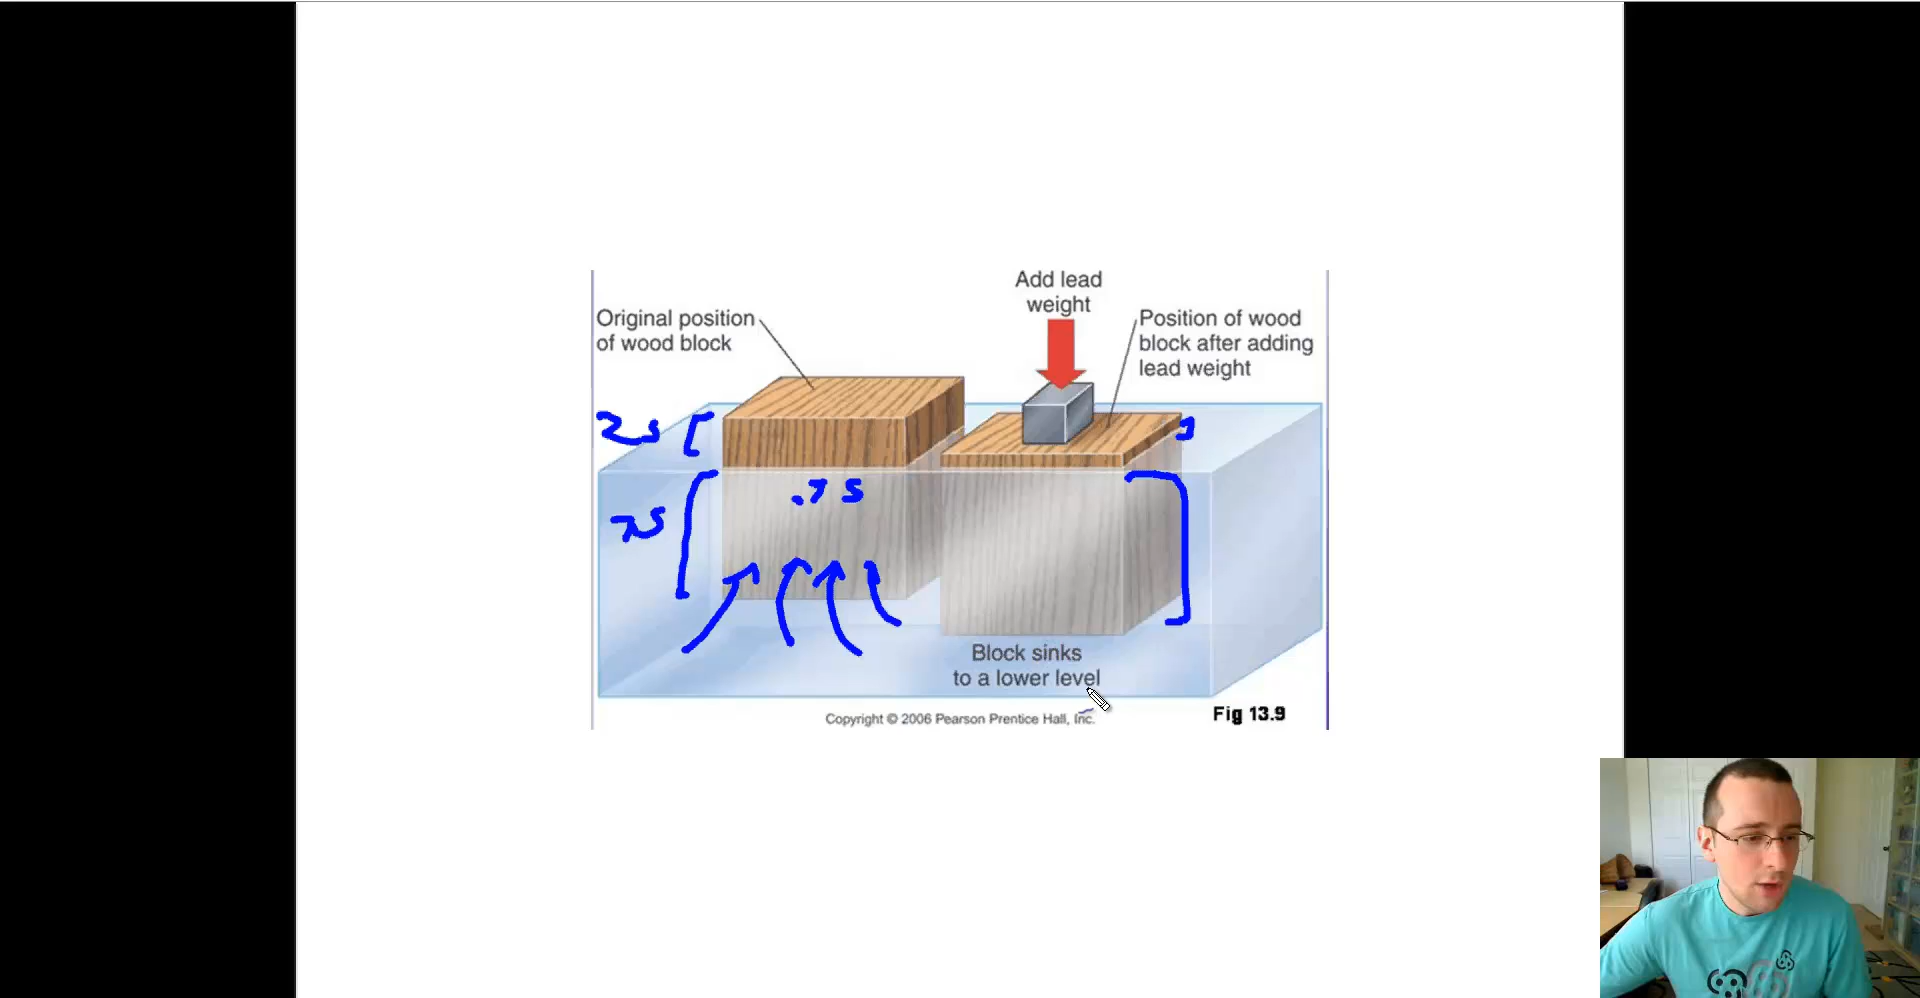 Add lead
weight
Original position
of wood block
Position of wood
block after adding
lead weight
25
.75
75
Block sinks
to a lower level
Copyright © 2006 Pearson Prentice Hall, Inc.
Fig 13.9